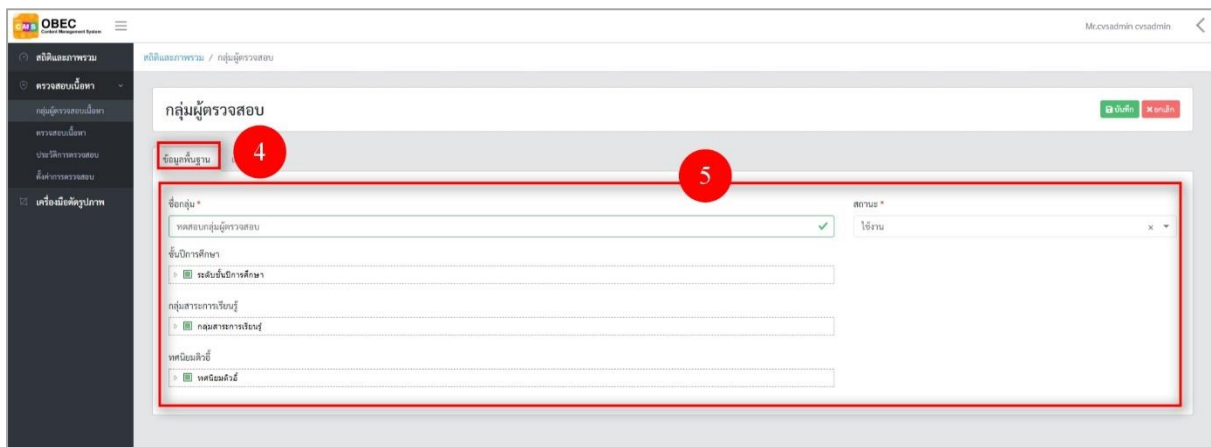 CMS OBEC
Content Management System
Mr.cvsadmin cvsadmin
สถิติและภาพรวม
สถิติและภาพรวม / กลุ่มผู้ตรวจสอบ
ตรวจสอบเนื้อหา
กลุ่มผู้ตรวจสอบเนื้อหา
ตรวจสอบเนื้อหา
ประวัติการตรวจสอบ
ตั้งค่าการตรวจสอบ
เครื่องมือตัดรูปภาพ
กลุ่มผู้ตรวจสอบ
บันทึก
ยกเลิก
ข้อมูลพื้นฐาน
4
5
ชื่อกลุ่ม *
สถานะ *
ทดสอบกลุ่มผู้ตรวจสอบ
ใช้งาน
ชั้นปีการศึกษา
ระดับชั้นปีการศึกษา
กลุ่มสาระการเรียนรู้
กลุ่มสาระการเรียนรู้
ทศนิยมดิวอี้
ทศนิยมดิวอี้